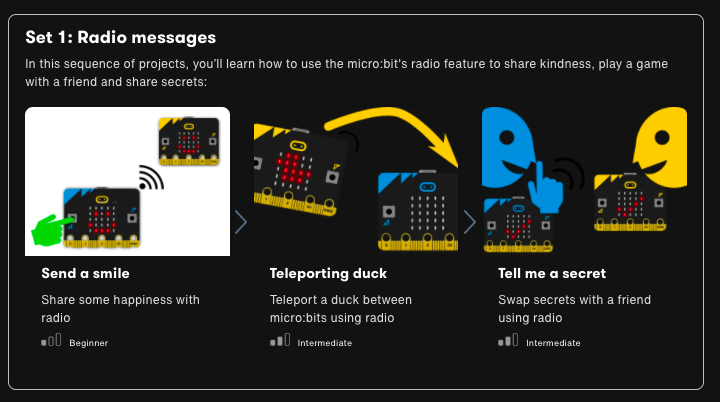 Set 1: Radio messages
In this sequence of projects, you'll learn how to use the micro:bit's radio feature to share kindness, play a game
with a friend and share secrets:
Send a smile
Share some happiness with
radio
Beginner
Teleporting duck
Teleport a duck between
micro:bits using radio
Intermediate
Tell me a secret
Swap secrets with a friend
using radio
Intermediate